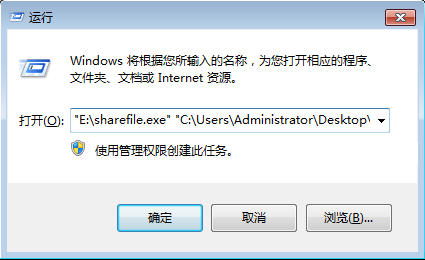 运行
Windows 将根据您所输入的名称，为您打开相应的程序、
文件夹、文档或 Internet 资源。
打开(O): "E:\sharefile.exe" "C:\Users\Administrator\Desktop\
使用管理权限创建此任务。
确定 取消 浏览(B)...